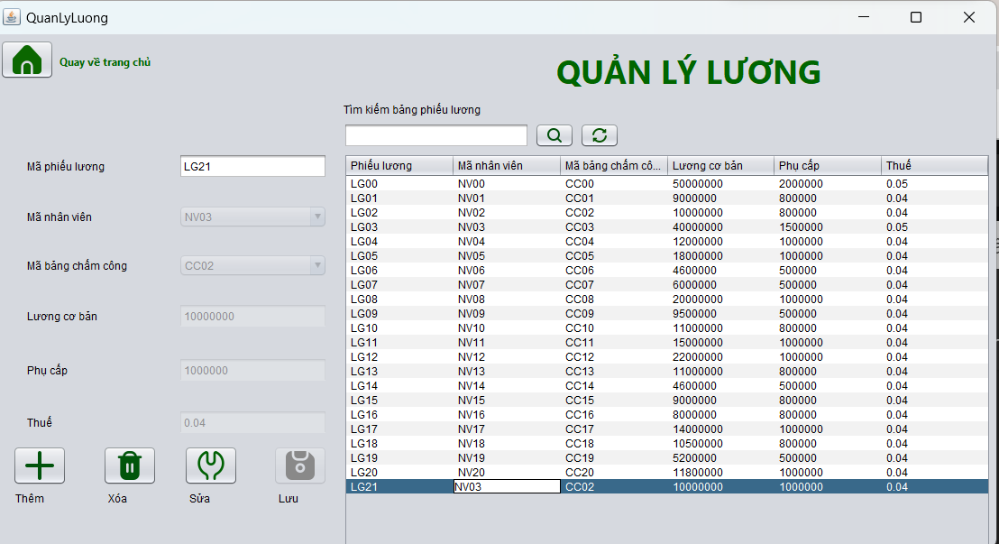 QuanLyLuong
Quay về trang chủ
QUẢN LÝ LƯƠNG
Tìm kiếm bảng phiếu lương
Mã phiếu lương LG21
Mã nhân viên NV03
Mã bảng chấm công CC02
Lương cơ bản 10000000
Phụ cấp 1000000
Thuế 0.04
Thêm Xóa Sửa Lưu
Phiếu lương Mã nhân viên Mã bảng chấm cô... Lương cơ bản Phụ cấp Thuế
LG00 NV00 CC00 50000000 2000000 0.05
LG01 NV01 CC01 9000000 800000 0.04
LG02 NV02 CC02 10000000 800000 0.04
LG03 NV03 CC03 40000000 1500000 0.05
LG04 NV04 CC04 12000000 1000000 0.04
LG05 NV05 CC05 18000000 1000000 0.04
LG06 NV06 CC06 4600000 500000 0.04
LG07 NV07 CC07 6000000 500000 0.04
LG08 NV08 CC08 20000000 1000000 0.04
LG09 NV09 CC09 9500000 500000 0.04
LG10 NV10 CC10 11000000 800000 0.04
LG11 NV11 CC11 15000000 1000000 0.04
LG12 NV12 CC12 22000000 1000000 0.04
LG13 NV13 CC13 11000000 800000 0.04
LG14 NV14 CC14 4600000 500000 0.04
LG15 NV15 CC15 9000000 800000 0.04
LG16 NV16 CC16 8000000 800000 0.04
LG17 NV17 CC17 14000000 1000000 0.04
LG18 NV18 CC18 10500000 800000 0.04
LG19 NV19 CC19 5200000 500000 0.04
LG20 NV20 CC20 11800000 1000000 0.04
LG21 NV03 CC02 10000000 1000000 0.04